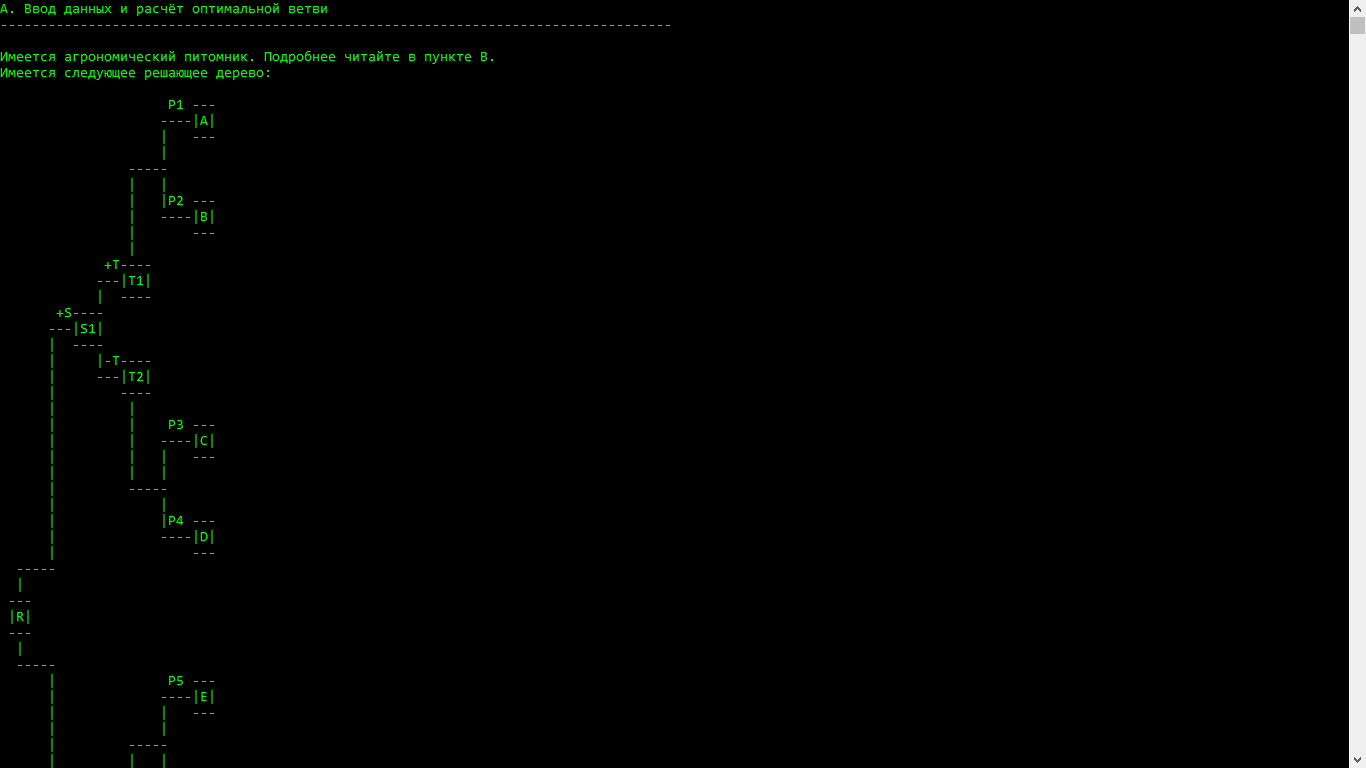 А. Ввод данных и расчёт оптимальной ветви
------------------------------------------------------------------------------------
Имеется агрономический питомник. Подробнее читайте в пункте В.
Имеется следующее решающее дерево:
                     P1 ---
                    ----|A|
                    |   ---
                    |
                -----
                |   |
                |   |P2 ---
                |   ----|B|
                |       ---
                |
             +T----
            ---|T1|
            |  ----
       +S----
      ---|S1|
      |  ----
      |     |-T----
      |     ---|T2|
      |        ----
      |         |
      |         |    P3 ---
      |         |   ----|C|
      |         |   |   ---
      |         |   |
      |         -----
      |             |
      |             |P4 ---
      |             ----|D|
      |                 ---
  -----
  |
 ---
 |R|
 ---
  |
  -----
      |              P5 ---
      |             ----|E|
      |             |   ---
      |             |
      |         -----
      |         |   |